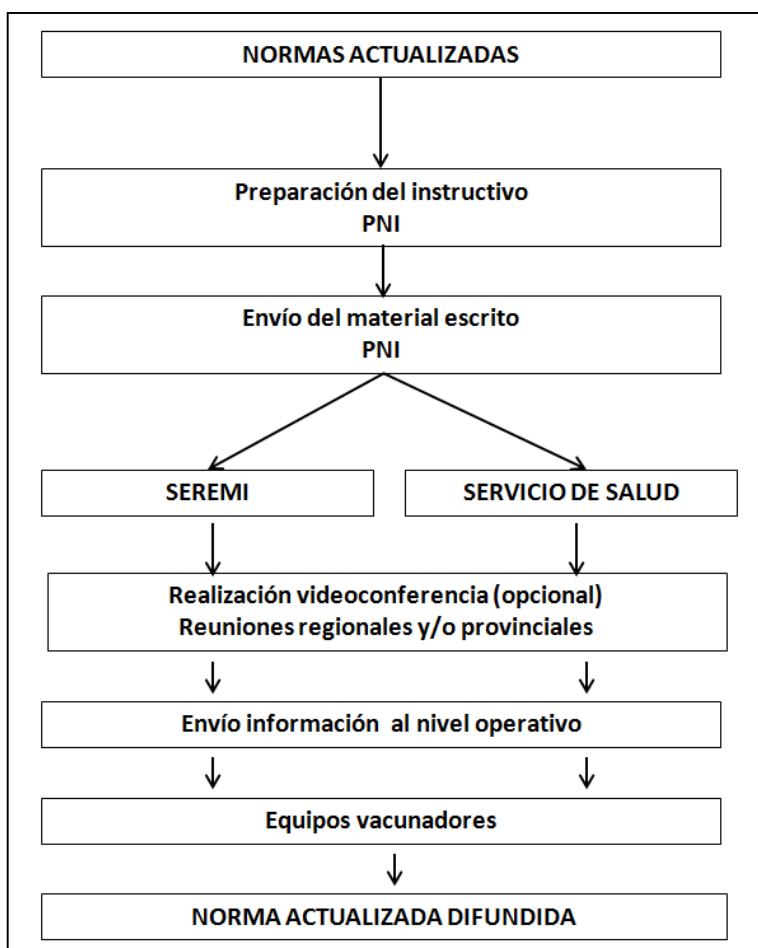 NORMAS ACTUALIZADAS
Preparación del instructivo
PNI
Envío del material escrito
PNI
SEREMI
SERVICIO DE SALUD
Realización videoconferencia (opcional)
Reuniones regionales y/o provinciales
Envío información al nivel operativo
Equipos vacunadores
NORMA ACTUALIZADA DIFUNDIDA